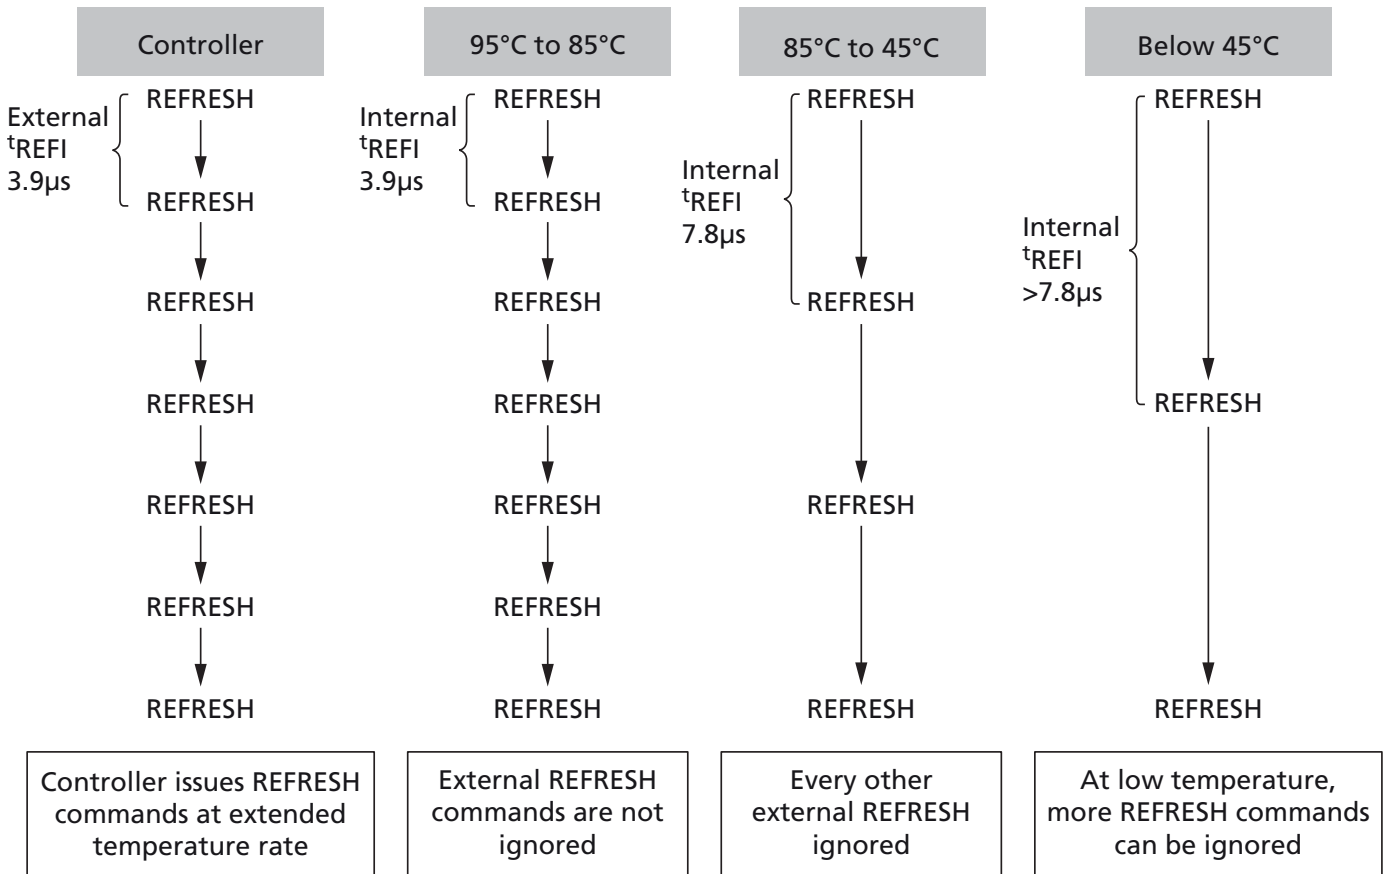 Controller
External
tREFI
3.9µs
REFRESH
REFRESH
REFRESH
REFRESH
REFRESH
REFRESH
REFRESH
Controller issues REFRESH
commands at extended
temperature rate
95°C to 85°C
Internal
tREFI
3.9µs
REFRESH
REFRESH
REFRESH
REFRESH
REFRESH
REFRESH
REFRESH
External REFRESH
commands are not
ignored
85°C to 45°C
Internal
tREFI
7.8µs
REFRESH
REFRESH
REFRESH
REFRESH
Every other
external REFRESH
ignored
Below 45°C
Internal
tREFI
>7.8µs
REFRESH
REFRESH
REFRESH
At low temperature,
more REFRESH commands
can be ignored